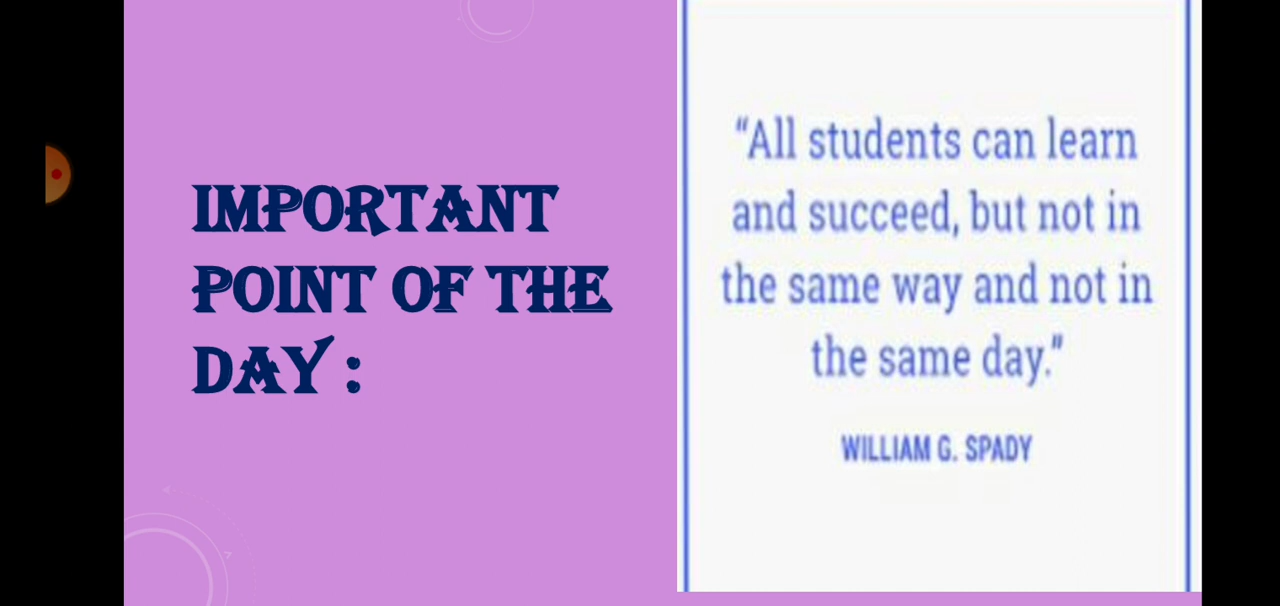 IMPORTANT
POINT OF THE
DAY :
“All students can learn
and succeed, but not in
the same way and not in
the same day.”
WILLIAM G. SPADY